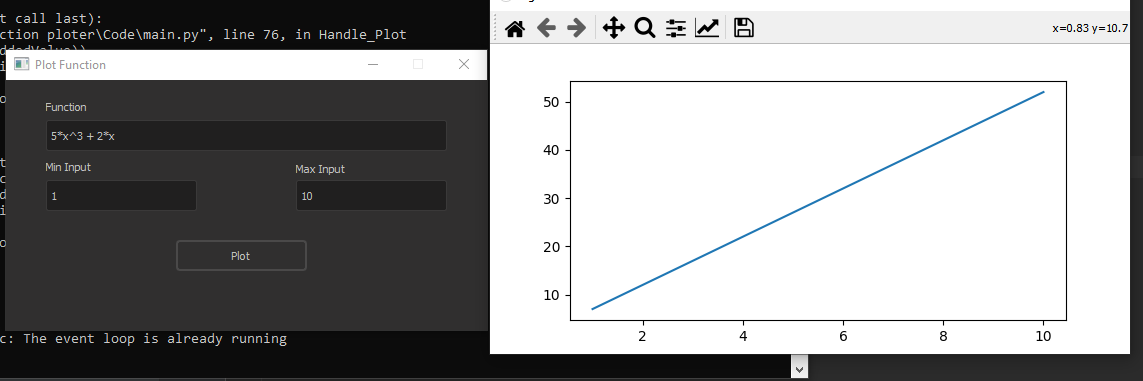 t call last):
ction ploter\Code\main.py", line 76, in Handle_Plot
Plot Function
Function
5*x^3 + 2*x
Min Input
Max Input
1
10
Plot
c: The event loop is already running
x=0.83 y=10.7
50
40
30
20
10
2 4 6 8 10